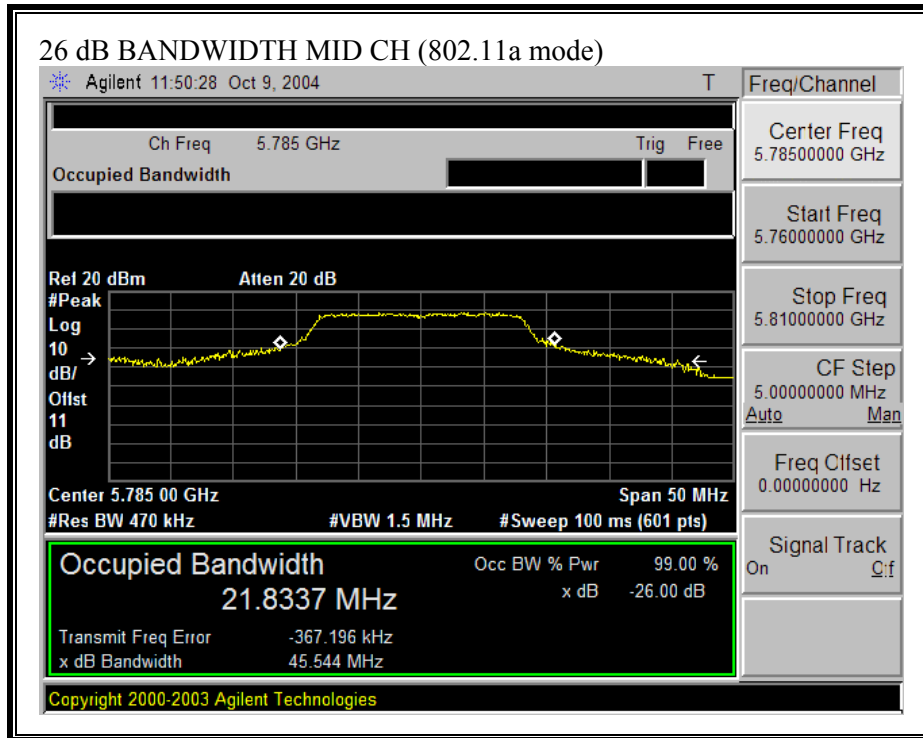 26 dB BANDWIDTH MID CH (802.11a mode)
Agilent 11:50:28 Oct 9, 2004 T
Freq/Channel
Ch Freq 5.785 GHz Trig Free
Occupied Bandwidth
Center Freq
5.78500000 GHz
Start Freq
5.76000000 GHz
Stop Freq
5.81000000 GHz
CF Step
5.00000000 MHz
Auto Man
Freq Offset
0.00000000 Hz
Signal Track
On Off
Ref 20 dBm Atten 20 dB
#Peak
Log
10
dB/
Offst
11
dB
Center 5.785 00 GHz Span 50 MHz
#Res BW 470 kHz #VBW 1.5 MHz #Sweep 100 ms (601 pts)
Occupied Bandwidth
21.8337 MHz
Occ BW % Pwr 99.00 %
x dB -26.00 dB
Transmit Freq Error -367.196 kHz
x dB Bandwidth 45.544 MHz
Copyright 2000-2003 Agilent Technologies